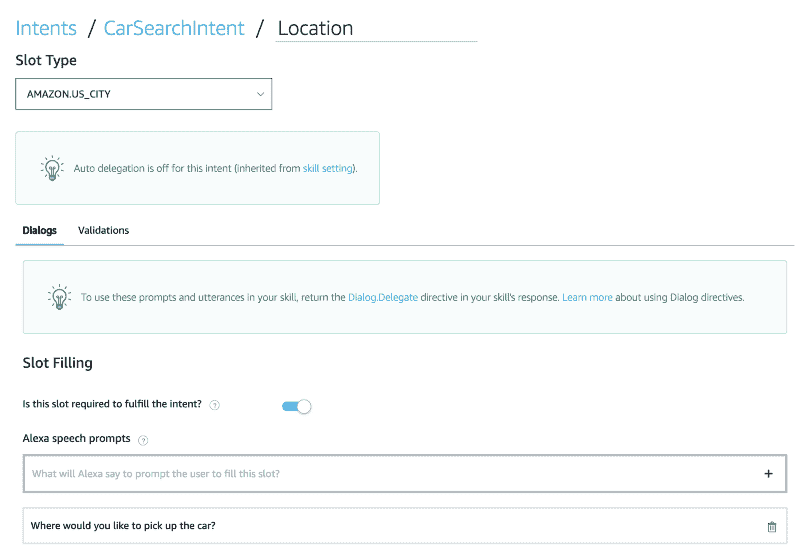 Intents / CarSearchIntent / Location
Slot Type
AMAZON.US_CITY
Auto delegation is off for this intent (inherited from skill setting).
Dialogs Validations
To use these prompts and utterances in your skill, return the Dialog.Delegate directive in your skill's response. Learn more about using Dialog directives.
Slot Filling
Is this slot required to fulfill the intent? ?
Alexa speech prompts ?
What will Alexa say to prompt the user to fill this slot? +
Where would you like to pick up the car?